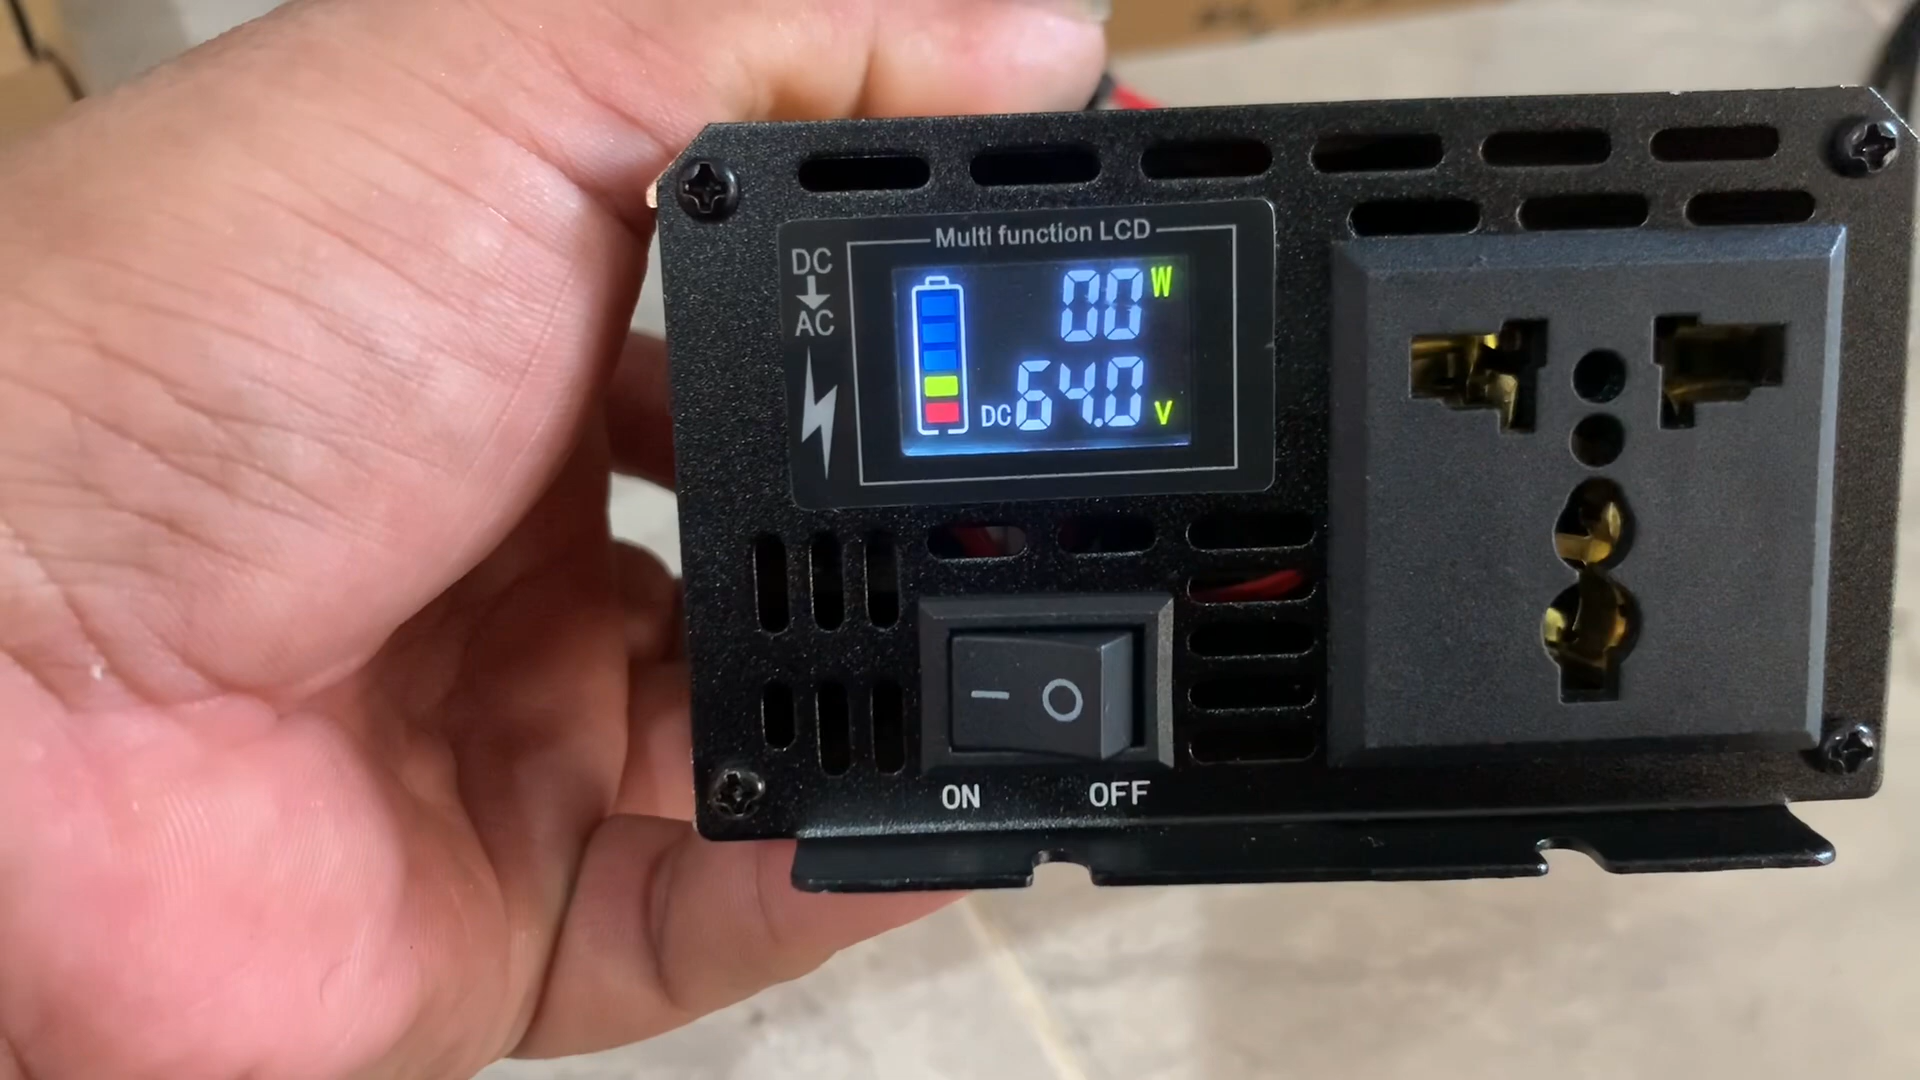 Multi function LCD
DC
AC
00 W
DC 64.0 V
ON OFF